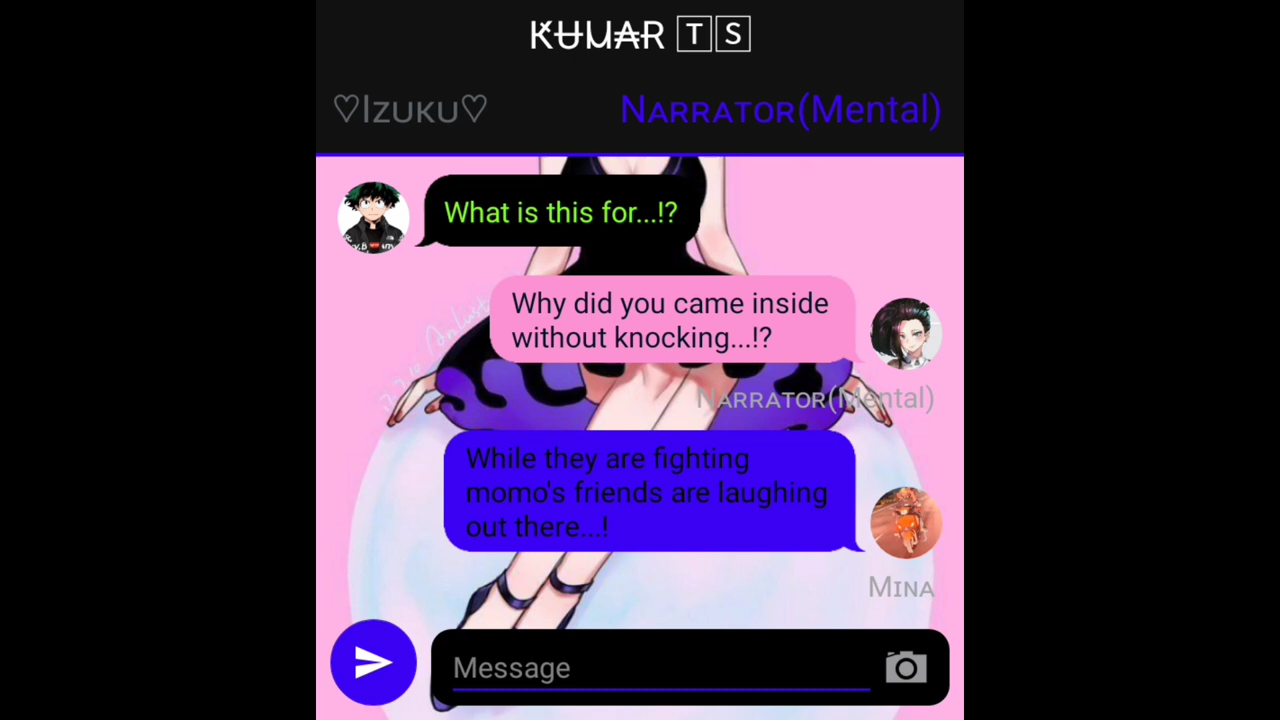 KUUAR 🅃🅂
♡Izuku♡
Narrator(Mental)
What is this for...!?
Why did you came inside
without knocking...!?
Narrator(Mental)
While they are fighting
momo's friends are laughing
out there...!
Mina
Message